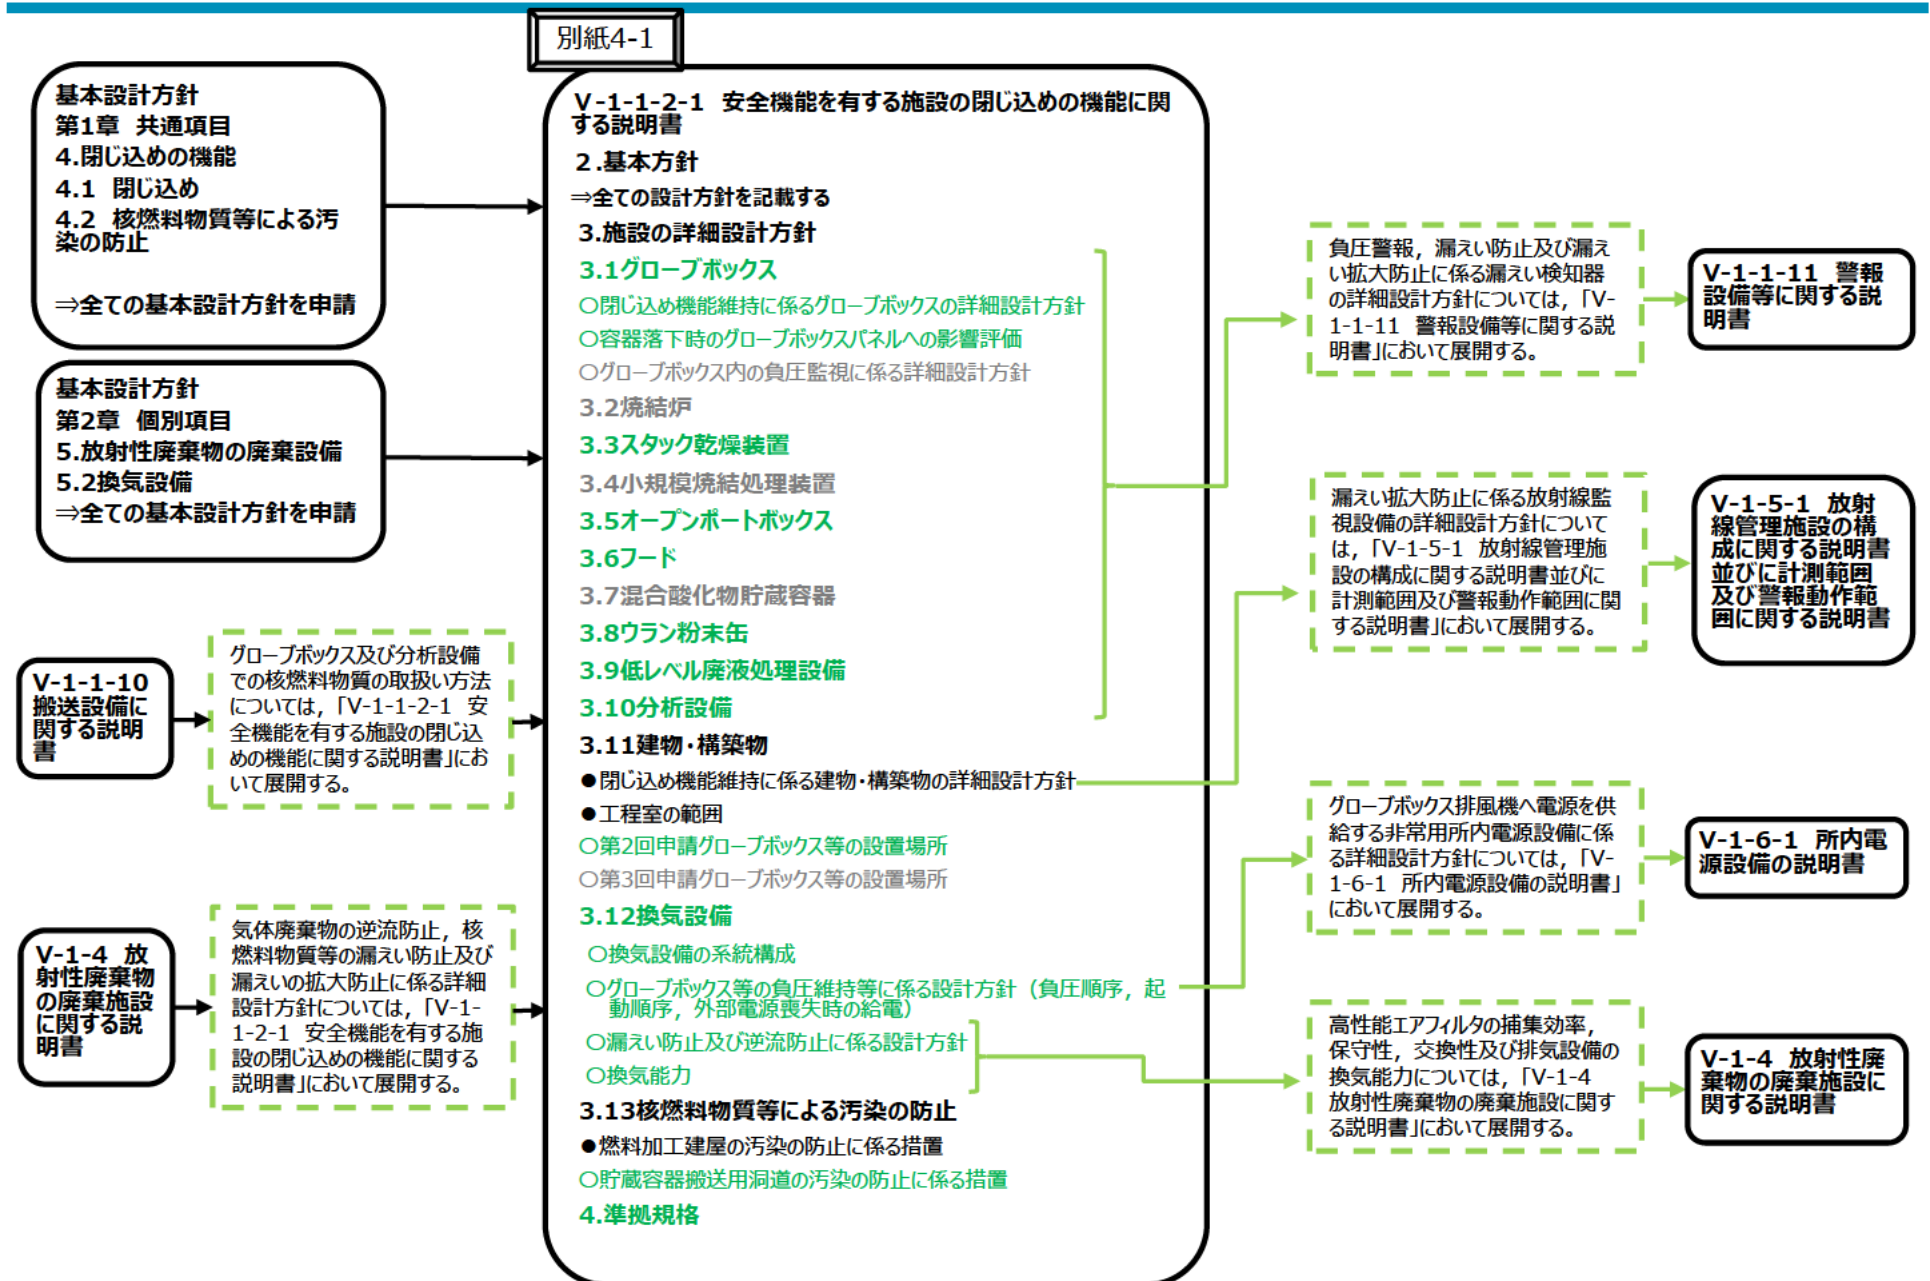 別紙4-1
基本設計方針
第1章 共通項目
4.閉じ込めの機能
4.1 閉じ込め
4.2 核燃料物質等による汚
染の防止
⇒全ての基本設計方針を申請
基本設計方針
第2章 個別項目
5.放射性廃棄物の廃棄設備
5.2換気設備
⇒全ての基本設計方針を申請
V-1-1-10
搬送設備に
関する説明
書
グローブボックス及び分析設備
での核燃料物質の取扱い方法
については，「V-1-1-2-1 安
全機能を有する施設の閉じ込
めの機能に関する説明書」にお
いて展開する。
V-1-4 放
射性廃棄物
の廃棄施設
に関する説
明書
気体廃棄物の逆流防止，核
燃料物質等の漏えい防止及び
漏えいの拡大防止に係る詳細
設計方針については，「V-1-
1-2-1 安全機能を有する施
設の閉じ込めの機能に関する
説明書」において展開する。
V-1-1-2-1 安全機能を有する施設の閉じ込めの機能に関
する説明書
2.基本方針
⇒全ての設計方針を記載する
3.施設の詳細設計方針
3.1グローブボックス
○閉じ込め機能維持に係るグローブボックスの詳細設計方針
○容器落下時のグローブボックスパネルへの影響評価
○グローブボックス内の負圧監視に係る詳細設計方針
3.2焼結炉
3.3スタック乾燥装置
3.4小規模焼結処理装置
3.5オープンポートボックス
3.6フード
3.7混合酸化物貯蔵容器
3.8ウラン粉末缶
3.9低レベル廃液処理設備
3.10分析設備
3.11建物・構築物
●閉じ込め機能維持に係る建物・構築物の詳細設計方針
●工程室の範囲
○第2回申請グローブボックス等の設置場所
○第3回申請グローブボックス等の設置場所
3.12換気設備
○換気設備の系統構成
○グローブボックス等の負圧維持等に係る設計方針（負圧順序，起
動順序，外部電源喪失時の給電）
○漏えい防止及び逆流防止に係る設計方針
○換気能力
3.13核燃料物質等による汚染の防止
●燃料加工建屋の汚染の防止に係る措置
○貯蔵容器搬送用洞道の汚染の防止に係る措置
4.準拠規格
負圧警報，漏えい防止及び漏え
い拡大防止に係る漏えい検知器
の詳細設計方針については，「V-
1-1-11 警報設備等に関する説
明書」において展開する。
V-1-1-11 警報
設備等に関する説
明書
漏えい拡大防止に係る放射線監
視設備の詳細設計方針について
は，「V-1-5-1 放射線管理施
設の構成に関する説明書並びに
計測範囲及び警報動作範囲に関
する説明書」において展開する。
V-1-5-1 放射
線管理施設の構
成に関する説明書
並びに計測範囲
及び警報動作範
囲に関する説明書
グローブボックス排風機へ電源を供
給する非常用所内電源設備に係
る詳細設計方針については，「V-
1-6-1 所内電源設備の説明書」
において展開する。
V-1-6-1 所内電
源設備の説明書
高性能エアフィルタの捕集効率，
保守性，交換性及び排気設備の
換気能力については，「V-1-4
放射性廃棄物の廃棄施設に関す
る説明書」において展開する。
V-1-4 放射性廃
棄物の廃棄施設に
関する説明書